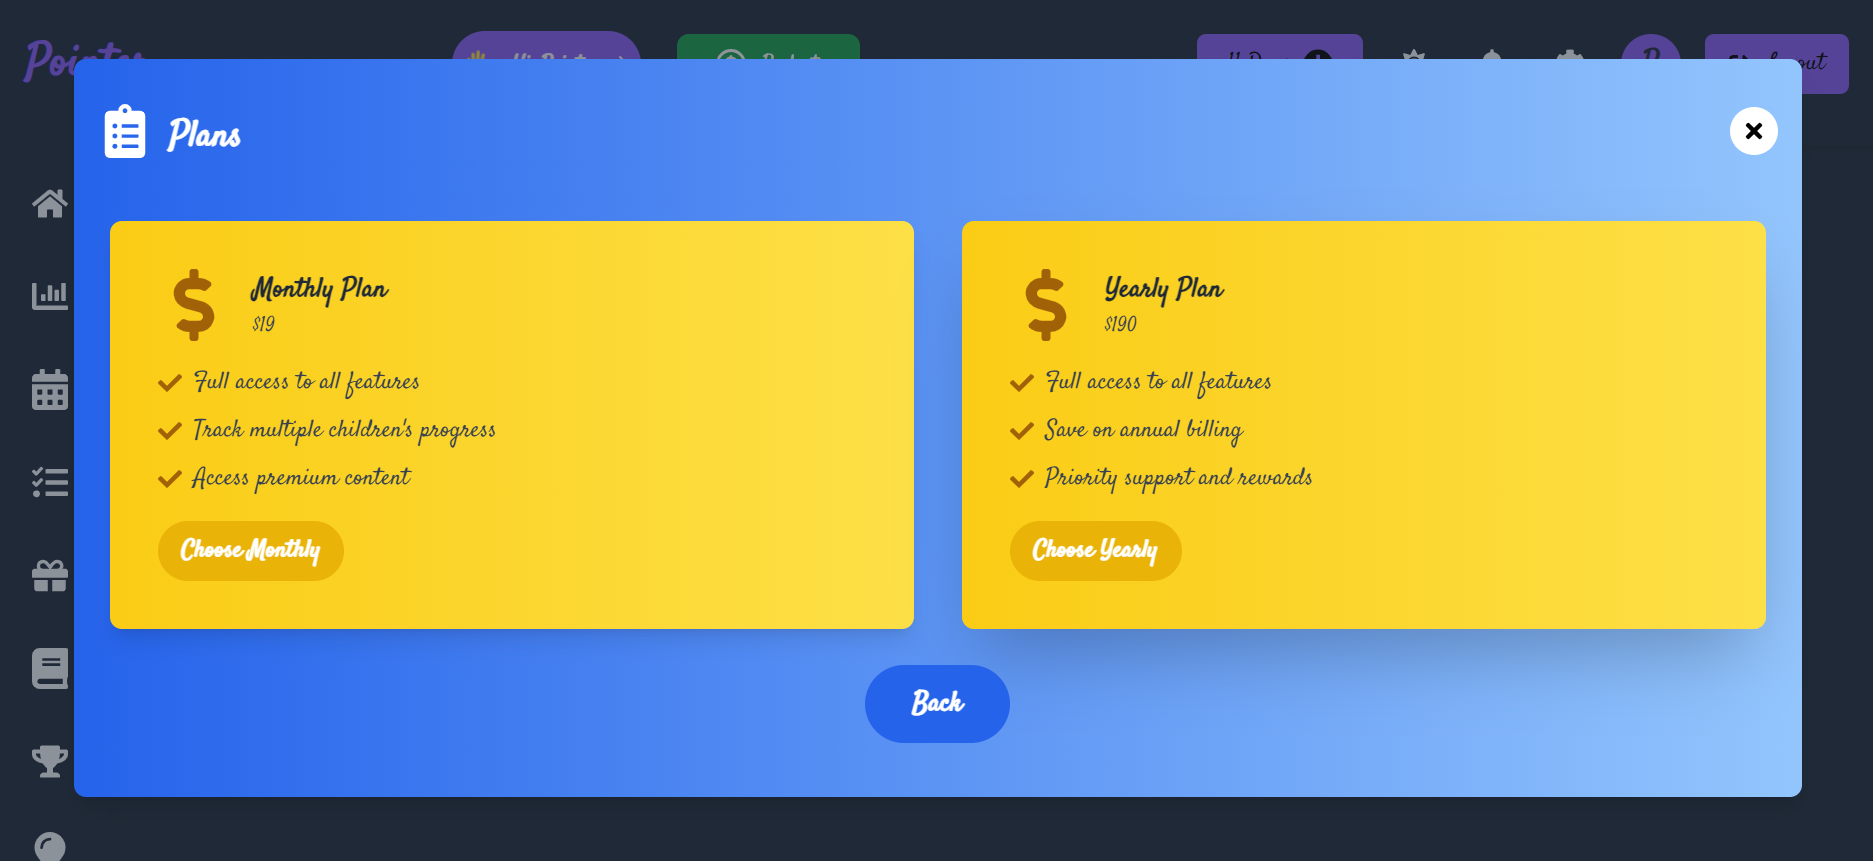 Plans
Monthly Plan
$19
Full access to all features
Track multiple children's progress
Access premium content
Choose Monthly
Yearly Plan
$190
Full access to all features
Save on annual billing
Priority support and rewards
Choose Yearly
Back